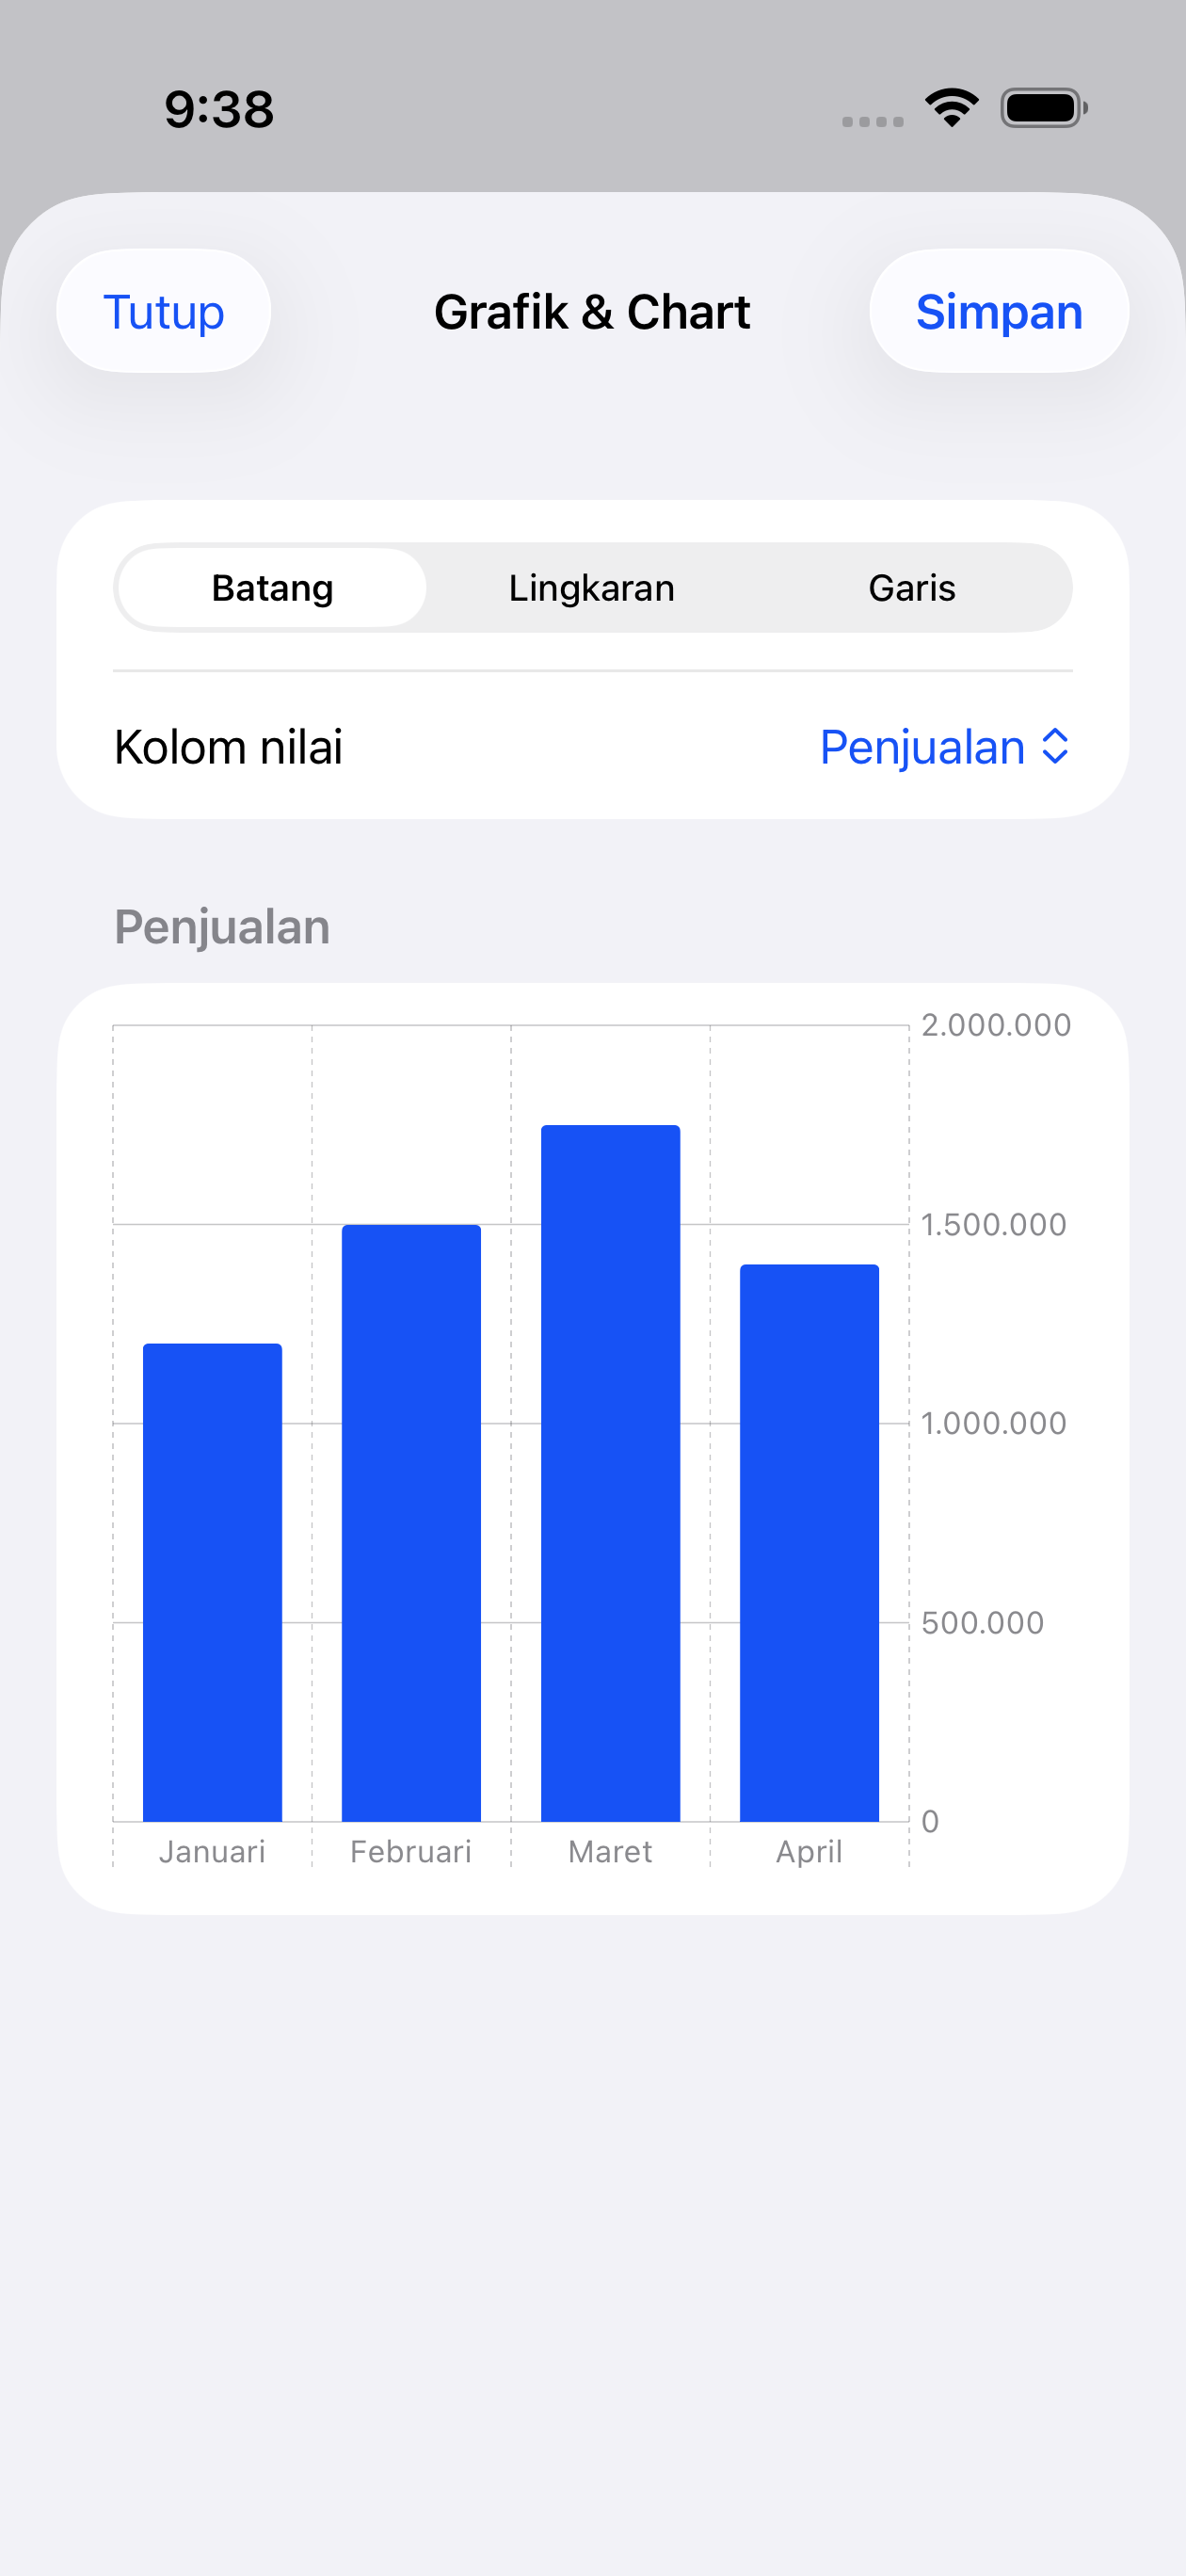 9:38
Tutup
Grafik & Chart
Simpan
Batang
Lingkaran
Garis
Kolom nilai
Penjualan
Penjualan
2.000.000
1.500.000
1.000.000
500.000
0
Januari
Februari
Maret
April